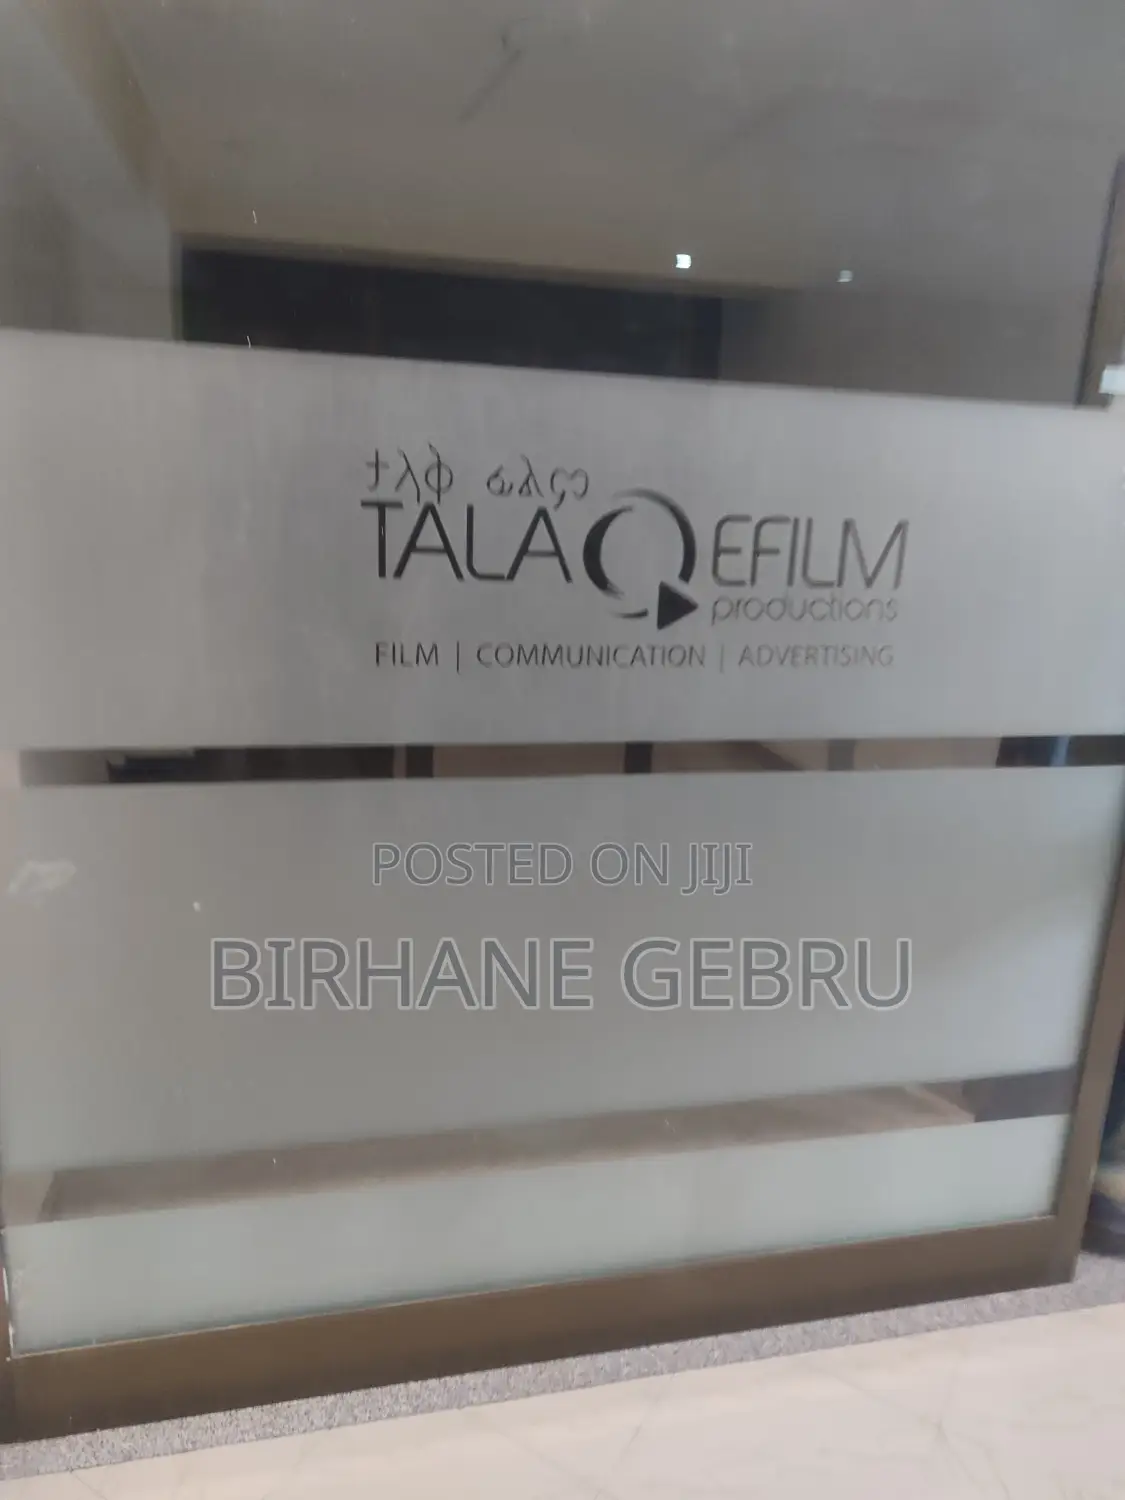 ታላቅ ፊልም
TALAQEFILM
productions
FILM | COMMUNICATION | ADVERTISING
POSTED ON JIJI
BIRHANE GEBRU